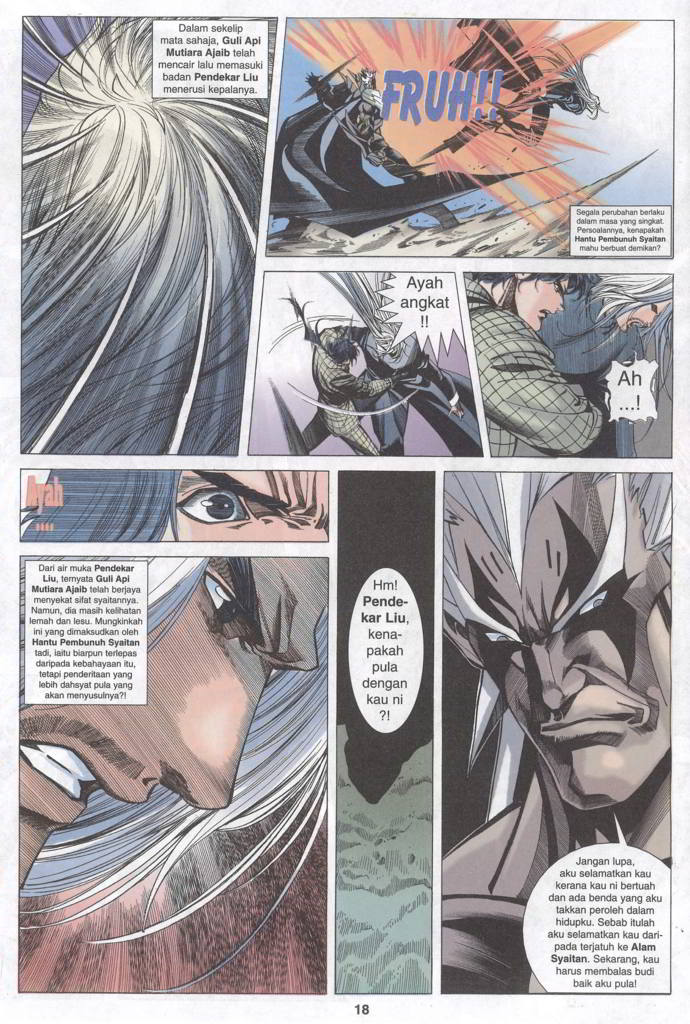 Dalam sekelip
mata sahaja, Guli Api
Mutiara Ajaib telah
mencair lalu memasuki
badan Pendekar Liu
menerusi kepalanya.
FRUH!!
Segala perubahan berlaku
dalam masa yang singkat.
Persoalannya, kenapakah
Hantu Pembunuh Syaitan
mahu berbuat demikan?
Ayah
angkat
!!
Ah
...!
Ayah
....
Dari air muka Pendekar
Liu, ternyata Guli Api
Mutiara Ajaib telah berjaya
menyekat sifat syaitannya.
Namun, dia masih kelihatan
lemah dan lesu. Mungkinkah
ini yang dimaksudkan oleh
Hantu Pembunuh Syaitan
tadi, iaitu biarpun terlepas
daripada kebahayaan itu,
tetapi penderitaan yang
lebih dahsyat pula yang
akan menyusulnya?!
Hm!
Pende-
kar Liu,
kena-
pakah
pula
dengan
kau ni
?!
Jangan lupa,
aku selamatkan kau
kerana kau ni bertuah
dan ada benda yang aku
takkan peroleh dalam
hidupku. Sebab itulah
aku selamatkan kau dari-
pada terjatuh ke Alam
Syaitan. Sekarang, kau
harus membalas budi
baik aku pula!
18